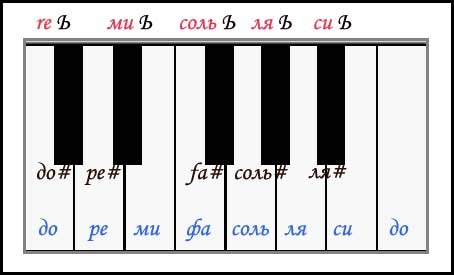 re Ъ ми Ъ соль Ъ ля Ъ си Ъ
до# ре# fa# соль# ля#
до ре ми фа соль ля си до